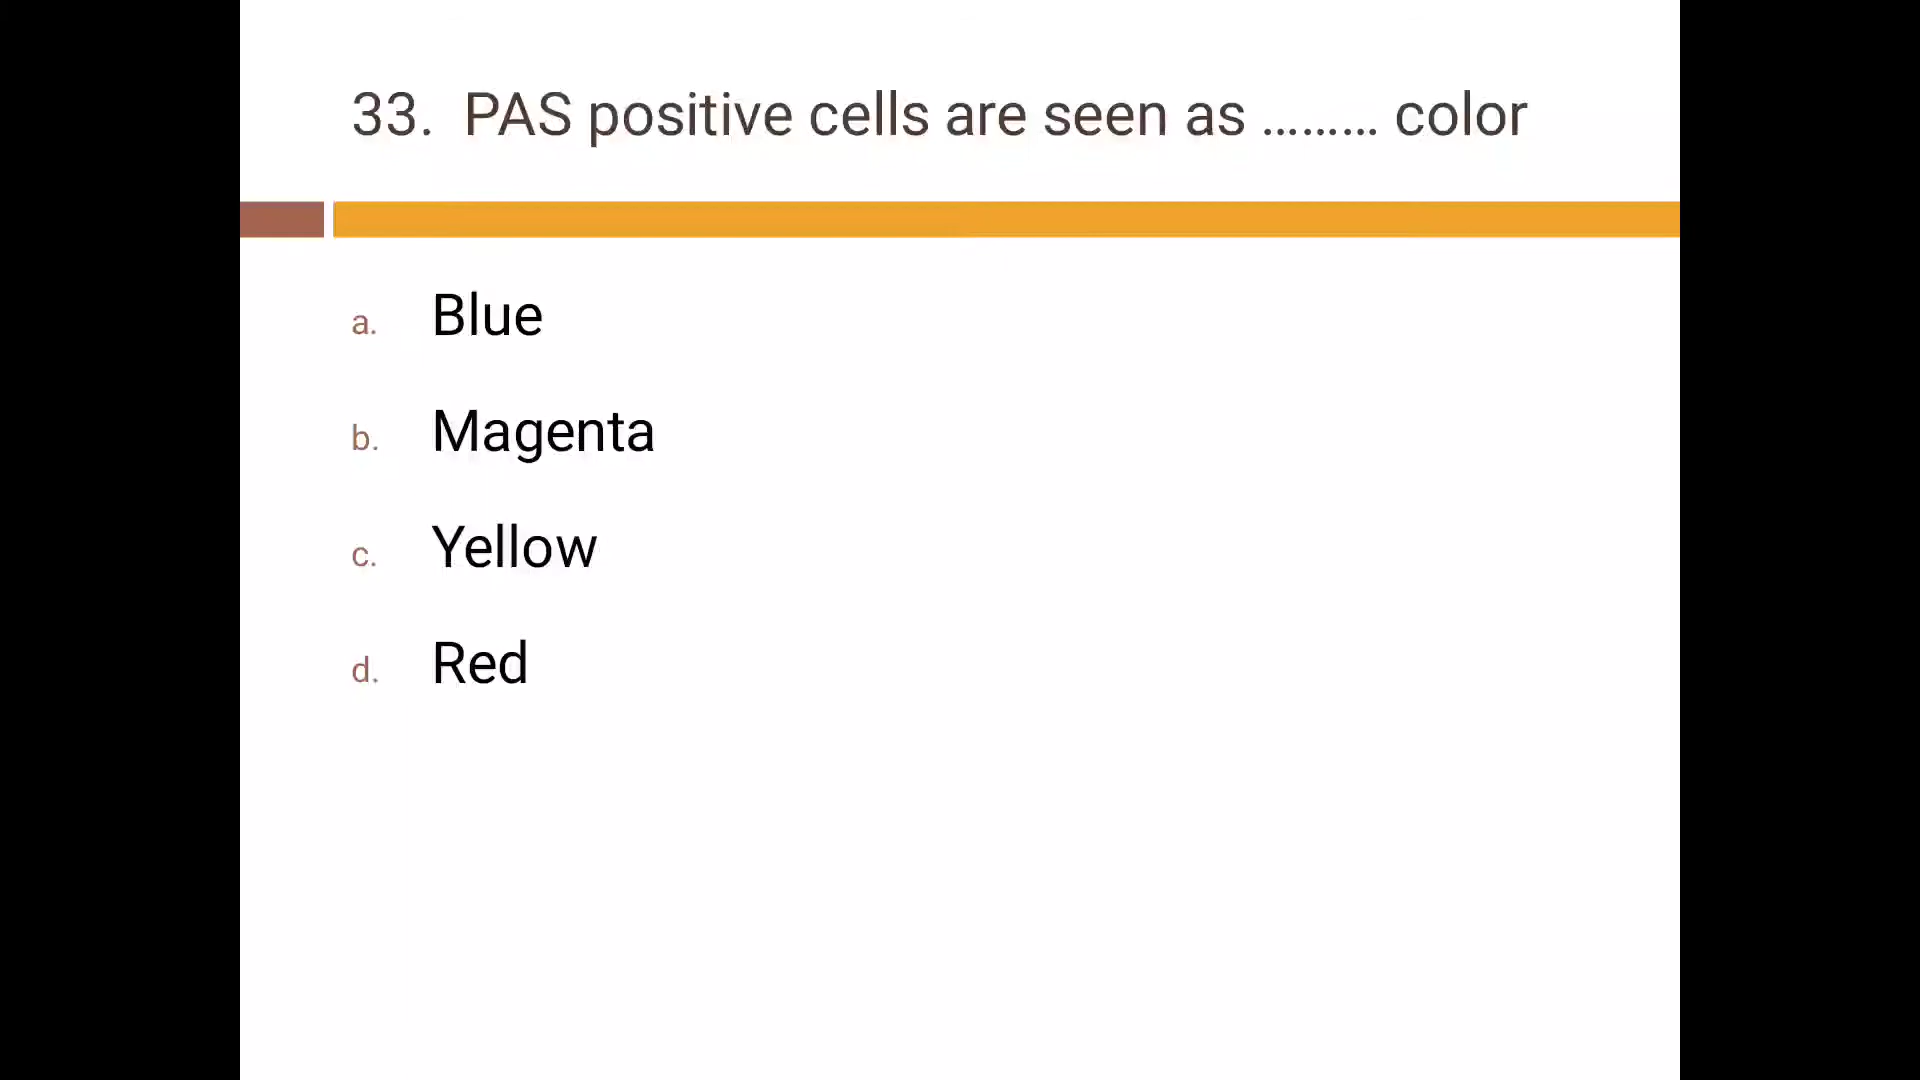 33. PAS positive cells are seen as ......... color
a. Blue
b. Magenta
c. Yellow
d. Red